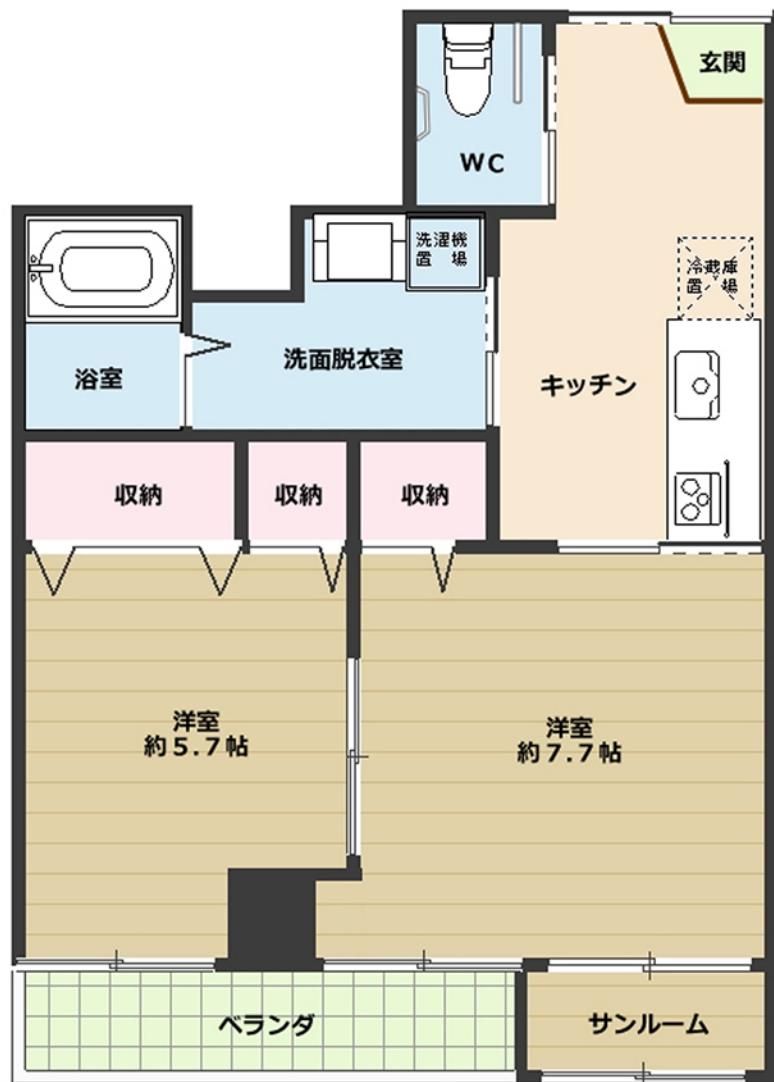 玄関
WC
洗濯機
置 場
冷蔵庫
置 場
洗面脱衣室
浴室
キッチン
収納
収納
収納
洋室
約5.7帖
洋室
約7.7帖
ベランダ
サンルーム